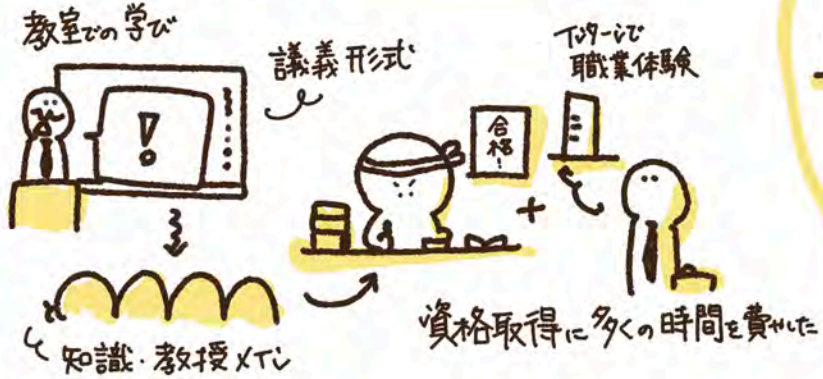 教室での学び
議義形式
!
知識・教授メイン
合格!
インターンで
職業体験
+
資格取得に多くの時間を費やした